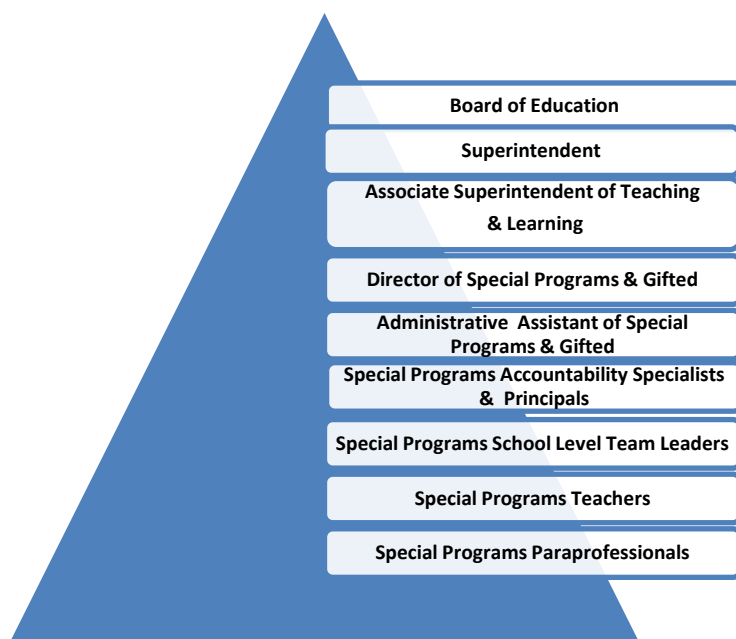 Board of Education
Superintendent
Associate Superintendent of Teaching
& Learning
Director of Special Programs & Gifted
Administrative Assistant of Special
Programs & Gifted
Special Programs Accountability Specialists
& Principals
Special Programs School Level Team Leaders
Special Programs Teachers
Special Programs Paraprofessionals